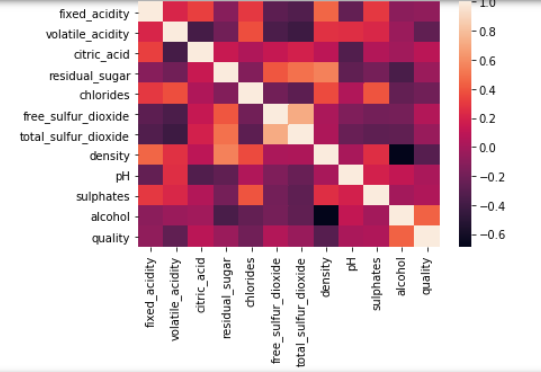 fixed_acidity
volatile_acidity
citric_acid
residual_sugar
chlorides
free_sulfur_dioxide
total_sulfur_dioxide
density
pH
sulphates
alcohol
quality
fixed_acidity
volatile_acidity
citric_acid
residual_sugar
chlorides
free_sulfur_dioxide
total_sulfur_dioxide
density
pH
sulphates
alcohol
quality
1.0
0.8
0.6
0.4
0.2
0.0
−0.2
−0.4
−0.6